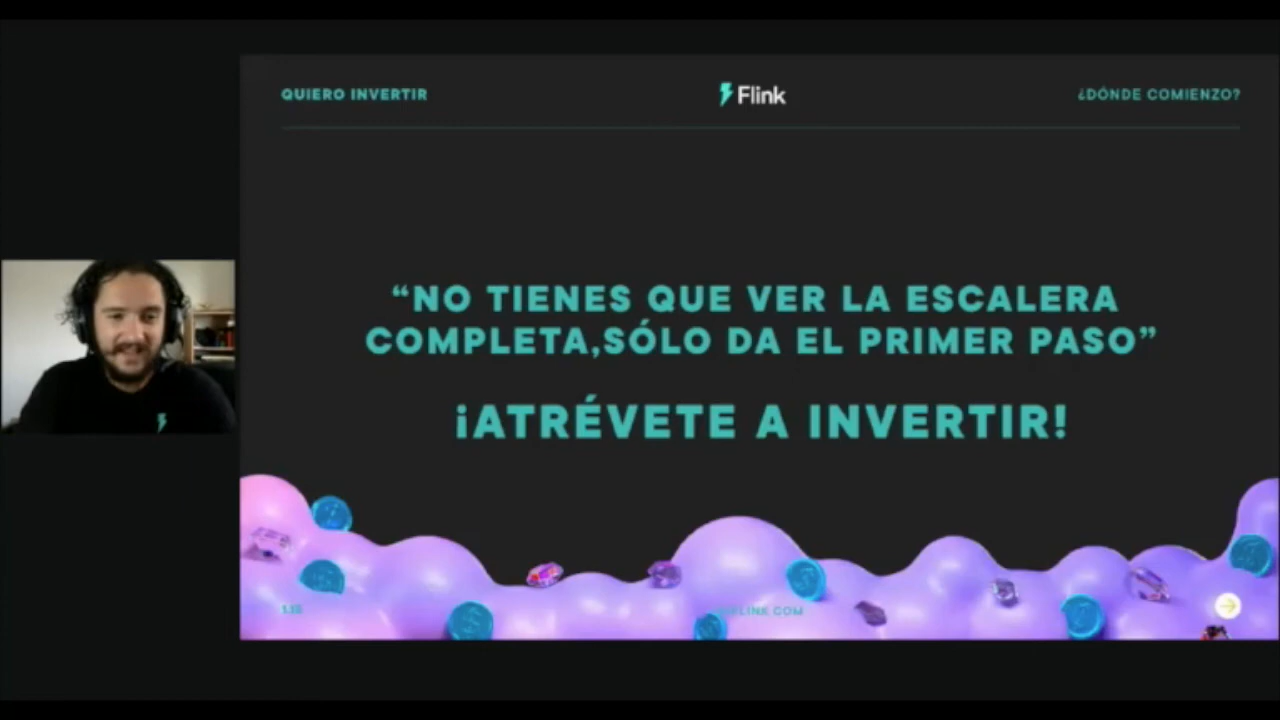 QUIERO INVERTIR
Flink
¿DÓNDE COMIENZO?
“NO TIENES QUE VER LA ESCALERA
COMPLETA,SÓLO DA EL PRIMER PASO”
¡ATRÉVETE A INVERTIR!